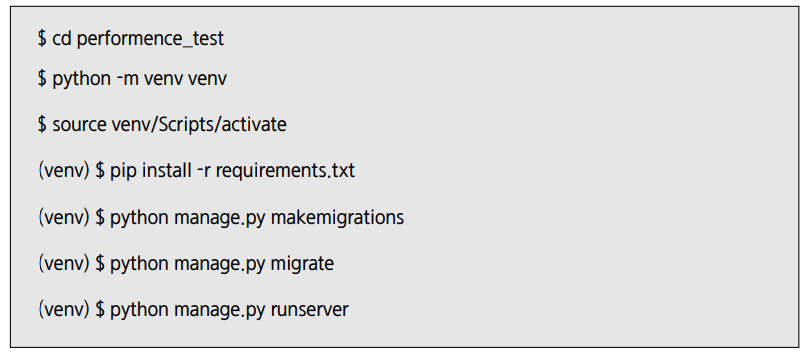 $ cd performence_test
$ python -m venv venv
$ source venv/Scripts/activate
(venv) $ pip install -r requirements.txt
(venv) $ python manage.py makemigrations
(venv) $ python manage.py migrate
(venv) $ python manage.py runserver